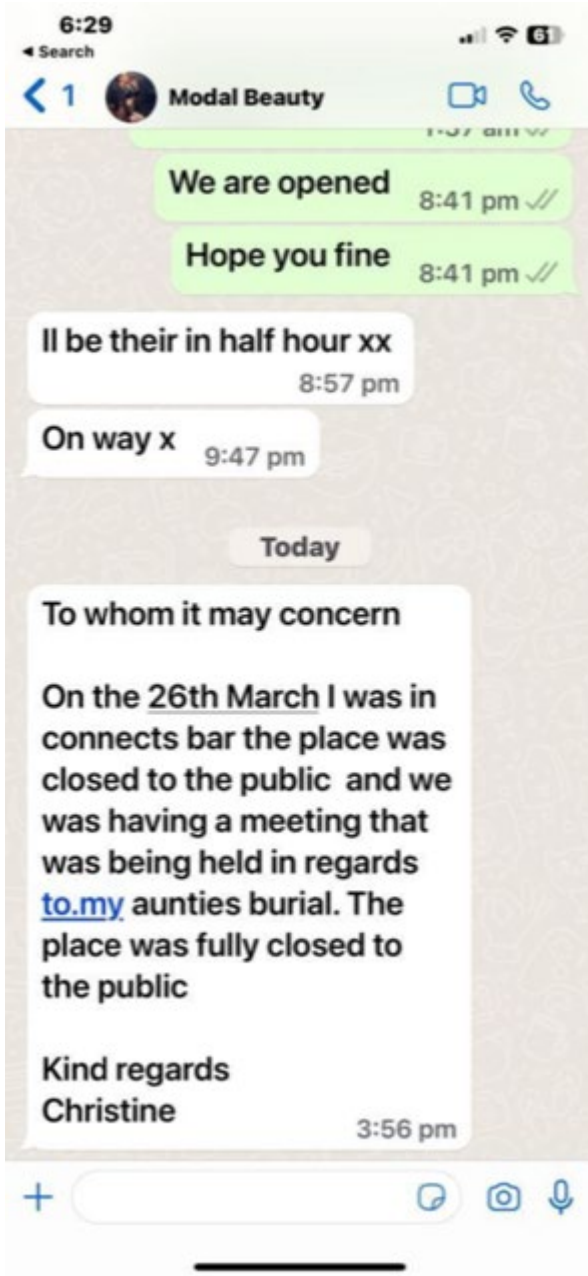 6:29
Search
1
Modal Beauty
We are opened
8:41 pm
Hope you fine
8:41 pm
ll be their in half hour xx
8:57 pm
On way x
9:47 pm
Today
To whom it may concern
On the 26th March I was in
connects bar the place was
closed to the public and we
was having a meeting that
was being held in regards
to.my aunties burial. The
place was fully closed to
the public
Kind regards
Christine
3:56 pm